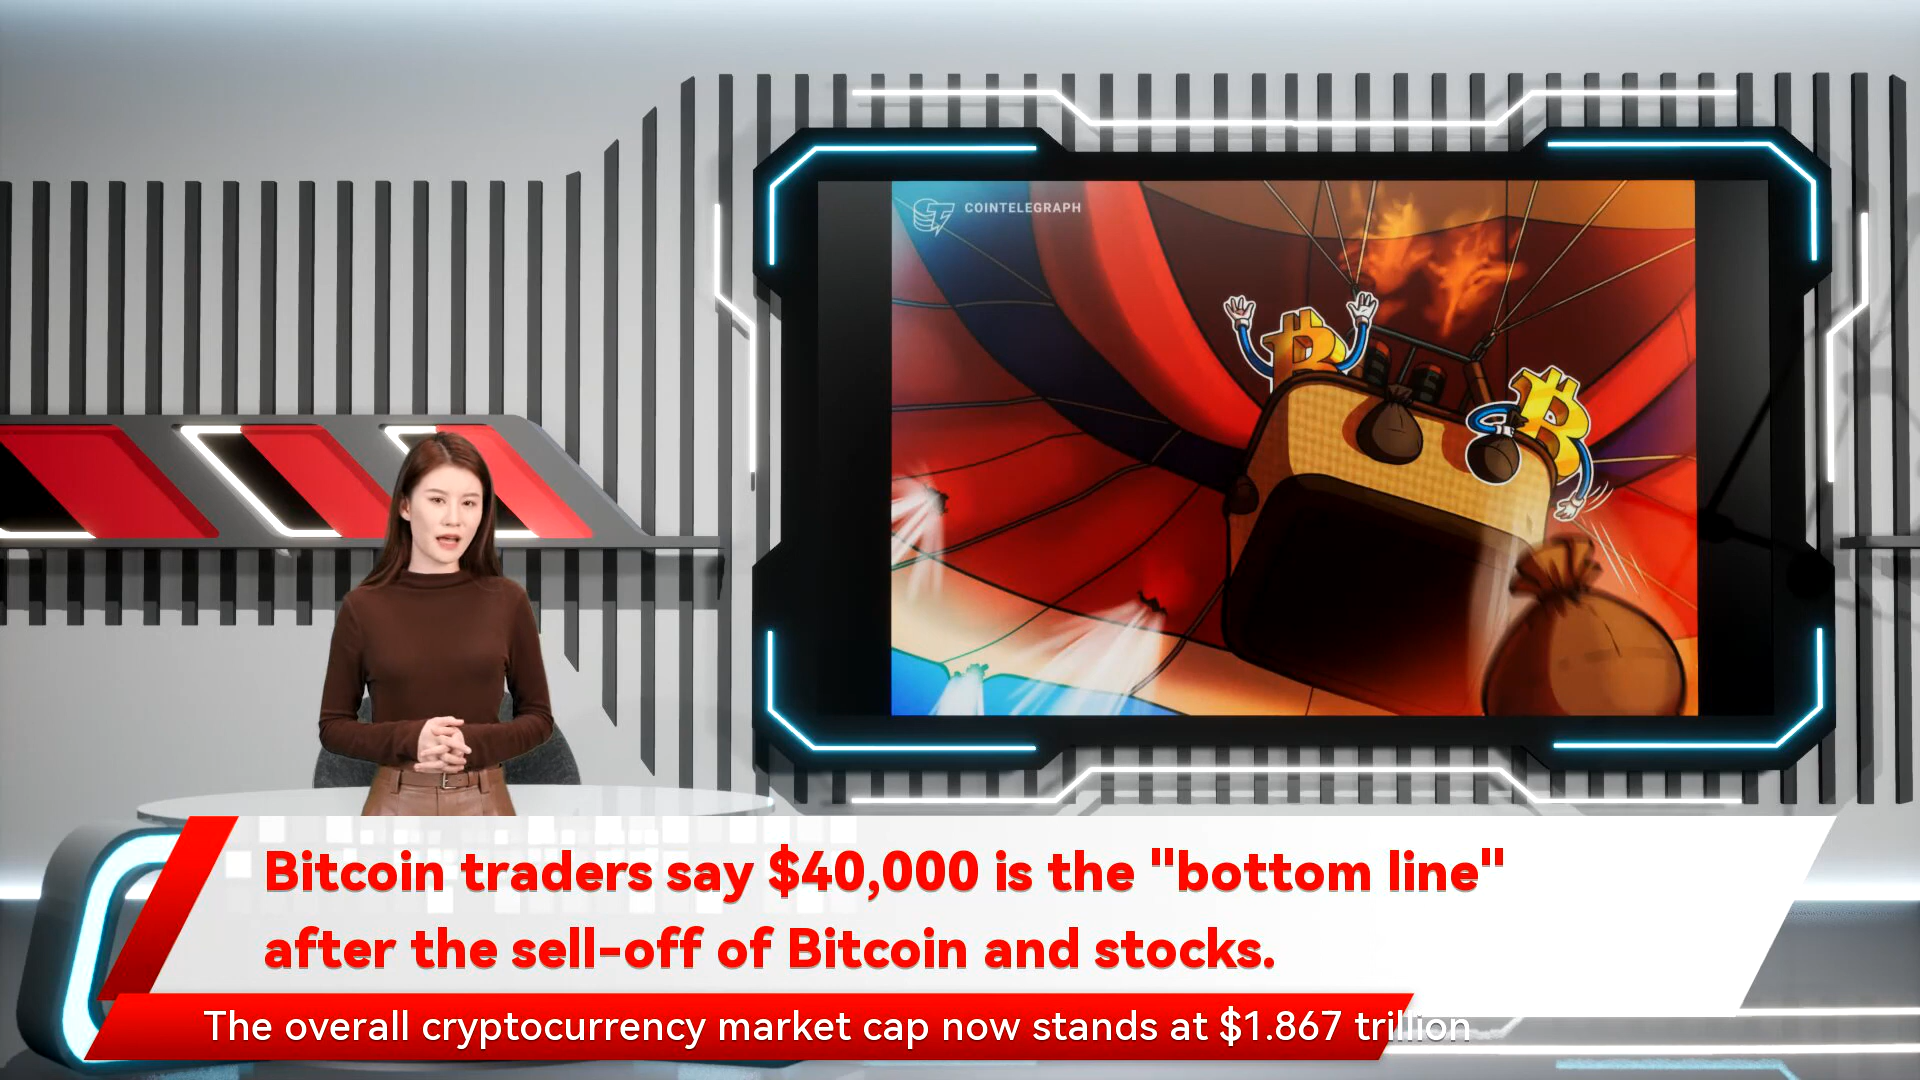 COINTELEGRAPH
Bitcoin traders say $40,000 is the "bottom line"
after the sell-off of Bitcoin and stocks.
The overall cryptocurrency market cap now stands at $1.867 trillion